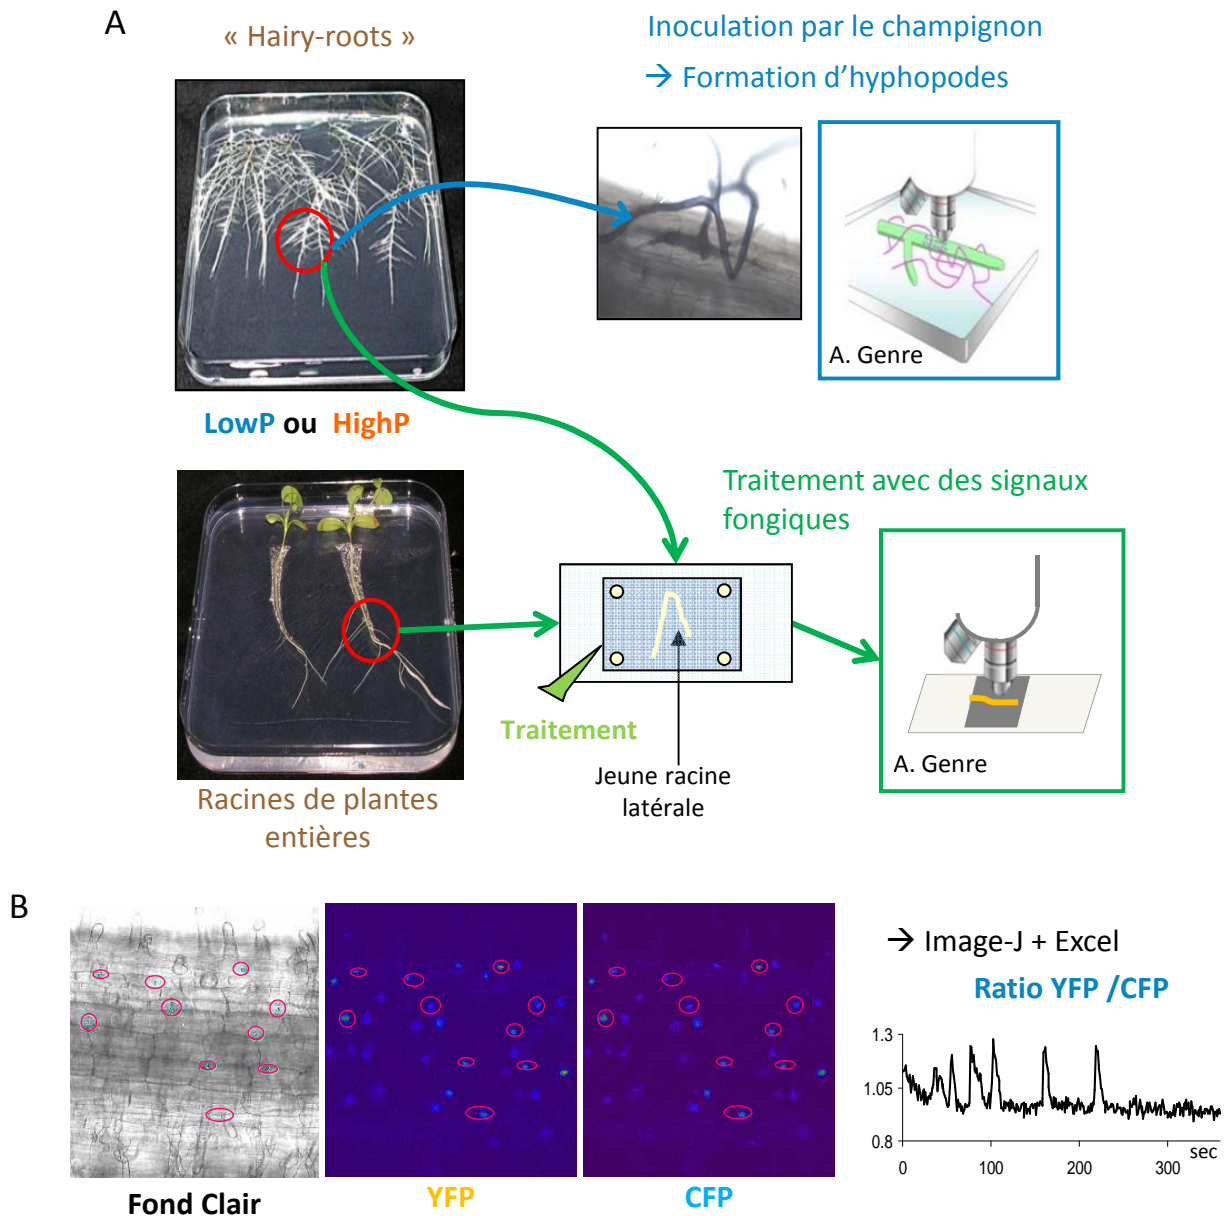 A
« Hairy-roots »
Inoculation par le champignon
→ Formation d'hyphopodes
A. Genre
LowP ou HighP
Traitement avec des signaux
fongiques
Traitement
Jeune racine
latérale
A. Genre
Racines de plantes
entières
B
→ Image-J + Excel
Ratio YFP /CFP
1.3
1.05
0.8
0
100
200
300
sec
Fond Clair
YFP
CFP